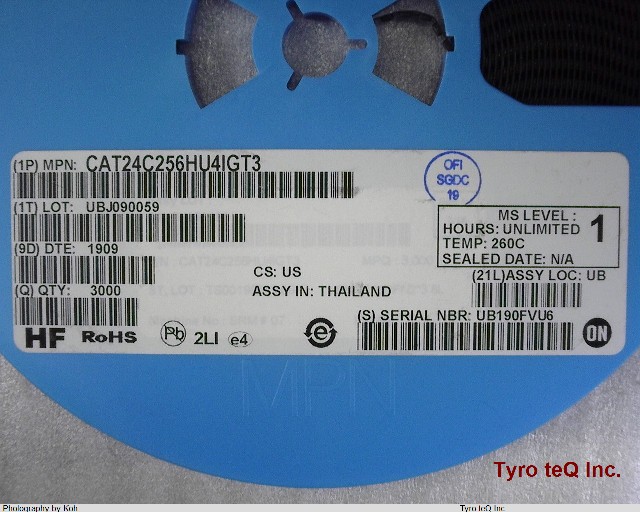 (1P) MPN: CAT24C256HU4IGT3
OFI
SGDC
19
(1T) LOT: UBJ090059
MS LEVEL :
HOURS: UNLIMITED 1
TEMP: 260C
SEALED DATE: N/A
(9D) DTE: 1909
CS: US
(21L)ASSY LOC: UB
(Q) QTY: 3000
ASSY IN: THAILAND
(S) SERIAL NBR: UB190FVU6
HF RoHS Pb 2LI e4 e ON
MPN
Tyro teQ Inc.
Photography by Koh
Tyro teQ Inc